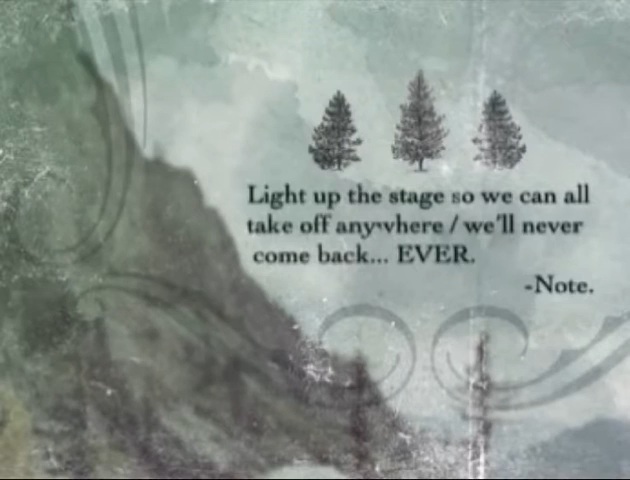 Light up the stage so we can all
take off anywhere / we'll never
come back... EVER.
-Note.